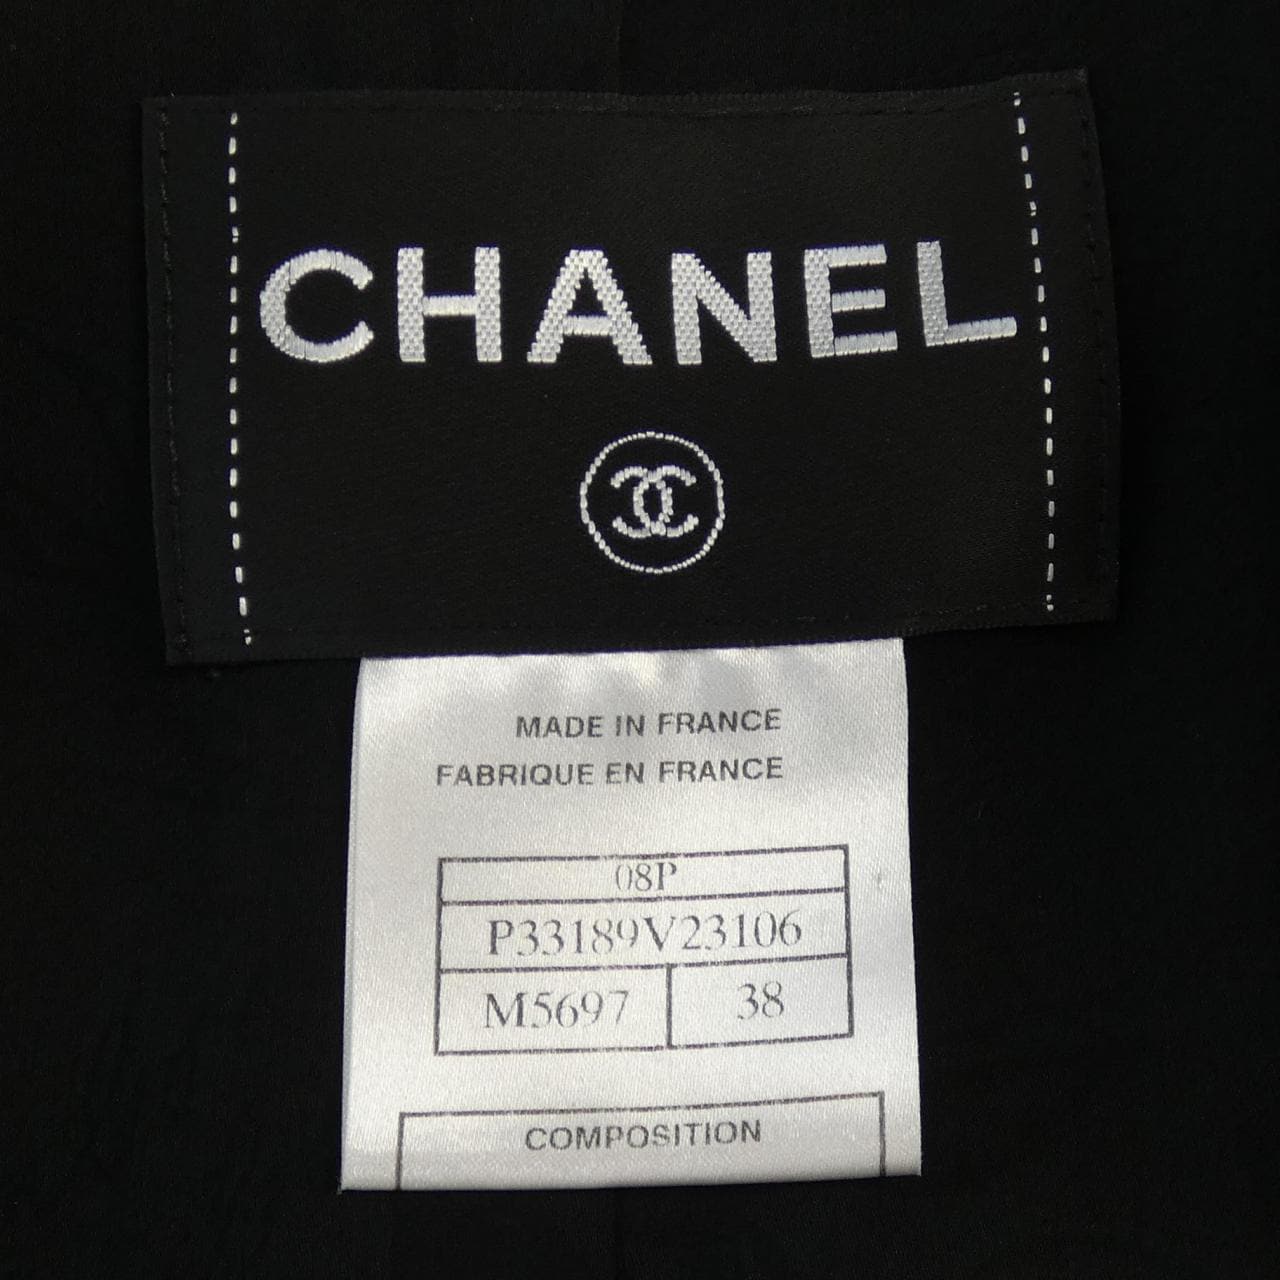 CHANEL
MADE IN FRANCE
FABRIQUE EN FRANCE
08P
P33189V23106
M5697 38
COMPOSITION